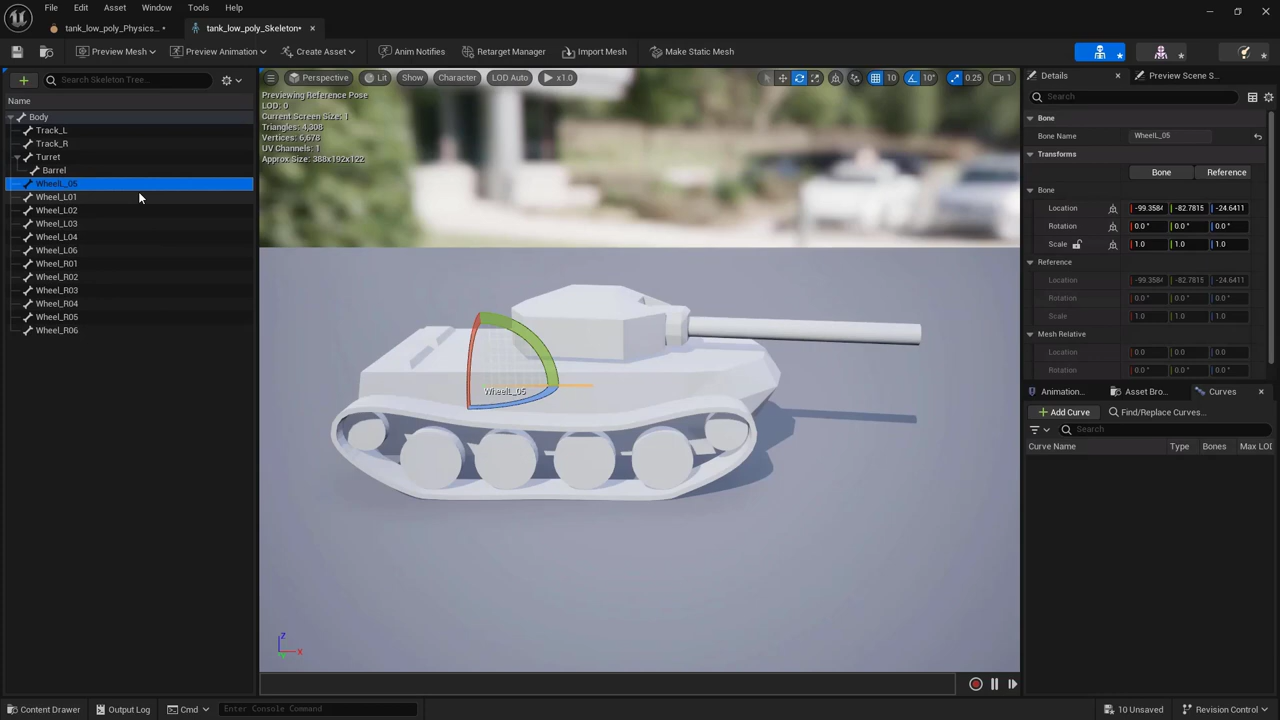 File Edit Asset Window Tools Help
tank_low_poly_Physics...• tank_low_poly_Skeleton•
Preview Mesh Preview Animation Create Asset Anim Notifies Retarget Manager Import Mesh Make Static Mesh
Search Skeleton Tree...
Name
Body
Track_L
Track_R
Turret
Barrel
WheelL_05
Wheel_L01
Wheel_L02
Wheel_L03
Wheel_L04
Wheel_L06
Wheel_R01
Wheel_R02
Wheel_R03
Wheel_R04
Wheel_R05
Wheel_R06
Perspective Lit Show Character LOD Auto x1.0 10 10° 0.25 1
Previewing Reference Pose
LOD: 0
Current Screen Size: 1
Triangles: 4,308
Vertices: 6,678
UV Channels: 1
Approx Size: 388x192x122
WheelL_05
Z
X
Details Preview Scene S...
Search
Bone
Bone Name WheelL_05
Transforms
Bone Reference
Bone
Location -99.3584 -82.7815 -24.6411
Rotation 0.0 ° 0.0 ° 0.0 °
Scale 1.0 1.0 1.0
Reference
Location -99.3584 -82.7815 -24.6411
Rotation 0.0 ° 0.0 ° 0.0 °
Scale 1.0 1.0 1.0
Mesh Relative
Location 0.0 0.0 0.0
Rotation 0.0 ° 0.0 ° 0.0 °
Animation... Asset Bro... Curves
Add Curve Find/Replace Curves...
Search
Curve Name Type Bones Max LOD
Content Drawer Output Log Cmd Enter Console Command 10 Unsaved Revision Control